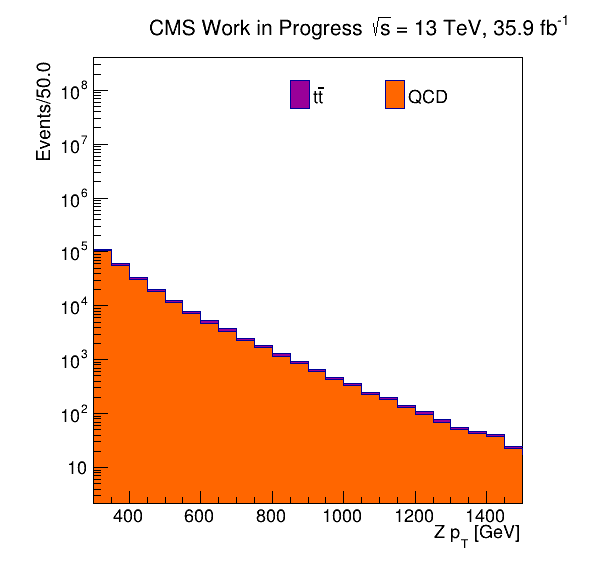 CMS Work in Progress √s = 13 TeV, 35.9 fb⁻¹
Events/50.0
tt̄
QCD
10⁸
10⁷
10⁶
10⁵
10⁴
10³
10²
10
400 600 800 1000 1200 1400
Z p_T [GeV]